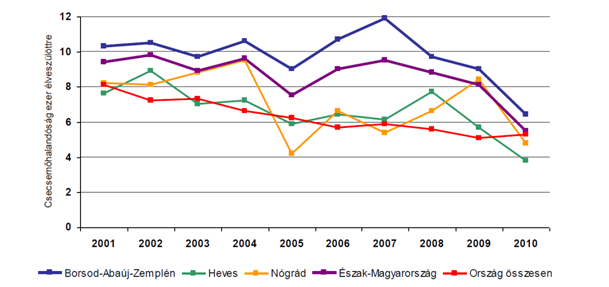 Csecsemőhalandóság ezer élveszülöttre
12
10
8
6
4
2
0
2001 2002 2003 2004 2005 2006 2007 2008 2009 2010
Borsod-Abaúj-Zemplén Heves Nógrád Észak-Magyarország Ország összesen